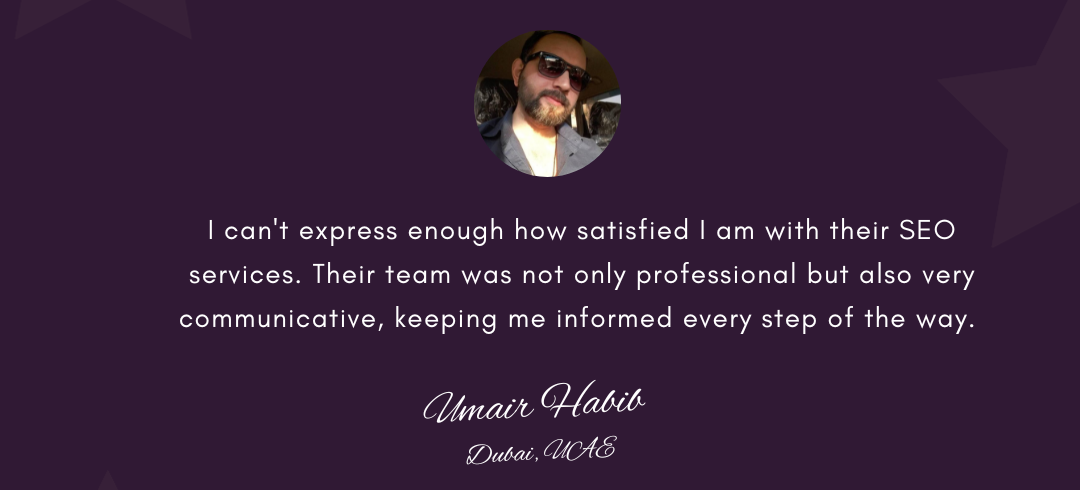 I can't express enough how satisfied I am with their SEO
services. Their team was not only professional but also very
communicative, keeping me informed every step of the way.
Umair Habib
Dubai, UAE